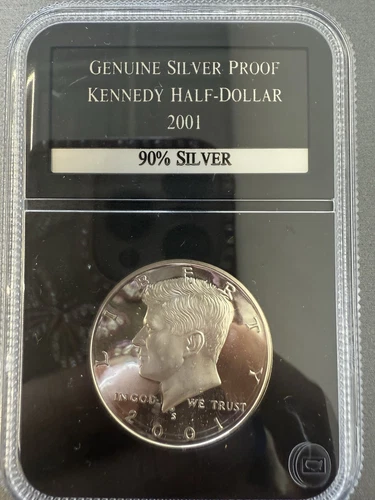 GENUINE SILVER PROOF
KENNEDY HALF-DOLLAR
2001
90% SILVER
LIBERTY
IN GOD WE TRUST
S
2001